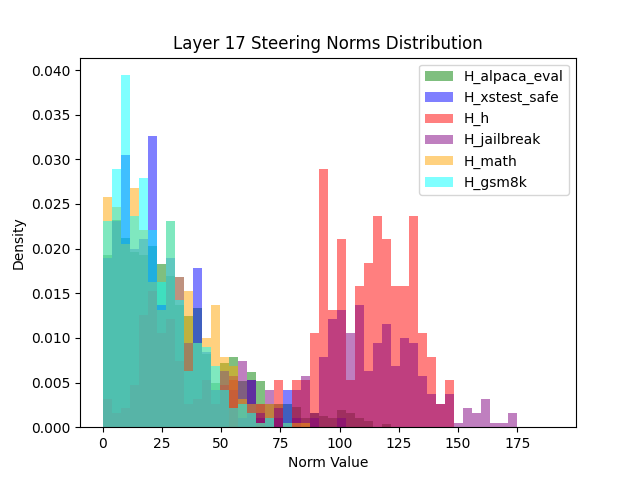 Layer 17 Steering Norms Distribution
0.040
0.035
0.030
0.025
0.020
0.015
0.010
0.005
0.000
Density
H_alpaca_eval
H_xstest_safe
H_h
H_jailbreak
H_math
H_gsm8k
0 25 50 75 100 125 150 175
Norm Value